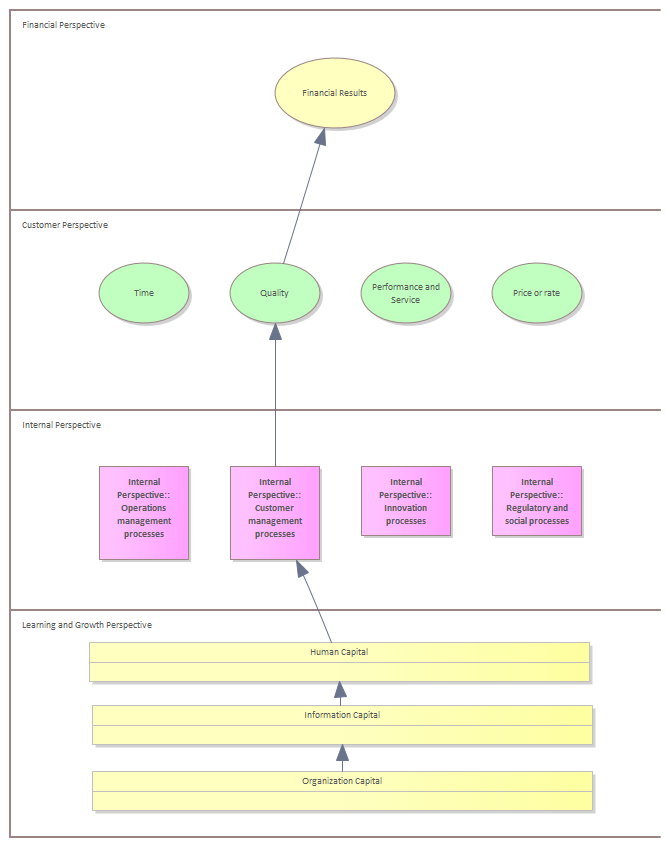 Financial Perspective
Financial Results
Customer Perspective
Time
Quality
Performance and
Service
Price or rate
Internal Perspective
Internal
Perspective::
Operations
management
processes
Internal
Perspective::
Customer
management
processes
Internal
Perspective::
Innovation
processes
Internal
Perspective::
Regulatory and
social processes
Learning and Growth Perspective
Human Capital
Information Capital
Organization Capital